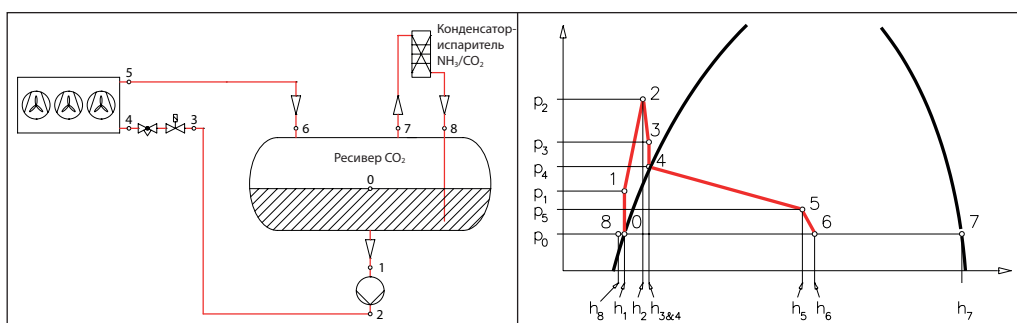 Конденсатор-
испаритель
NH₃/CO₂
5
4
3
6
7
8
Ресивер CO₂
0
1
2
p₂
p₃
p₄
p₁
p₅
p₀
2
3
4
1
5
8 0
6
7
h₈
h₁
h₂
h₃&₄
h₅
h₆
h₇